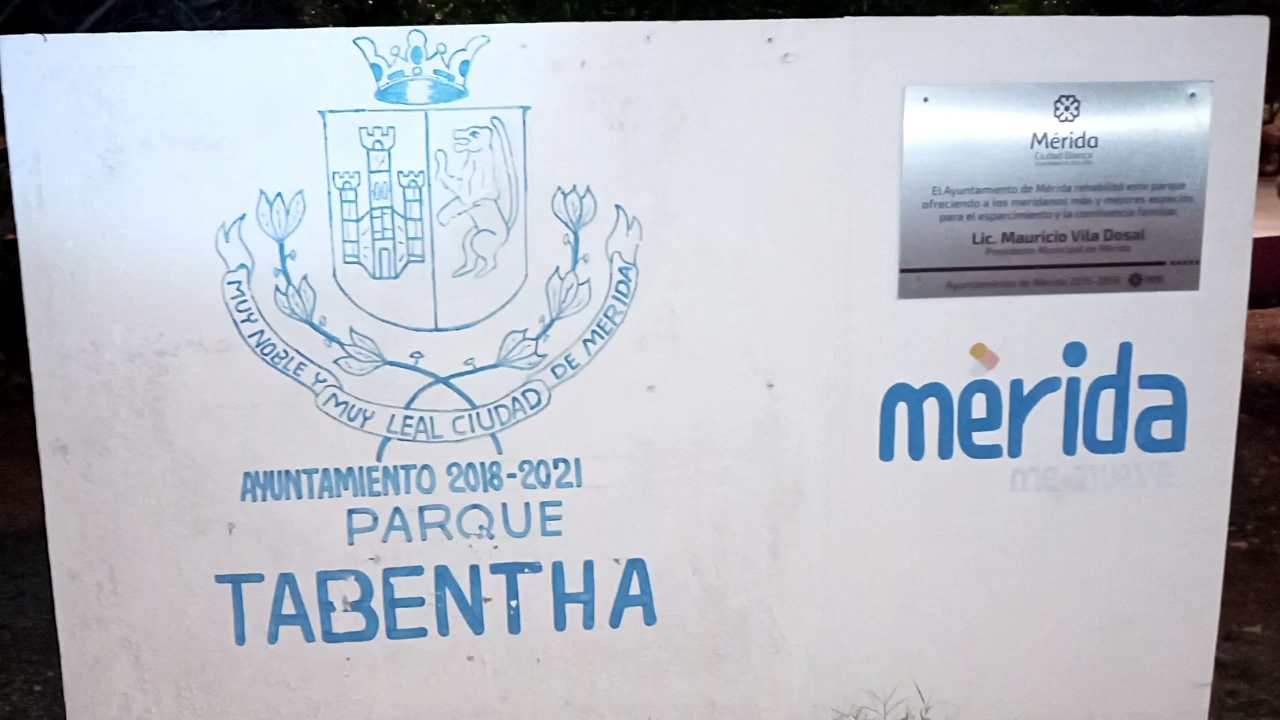 MUY NOBLE Y MUY LEAL CIUDAD DE MERIDA
AYUNTAMIENTO 2018-2021
PARQUE
TABENTHA
Mérida
Ciudad Blanca
El Ayuntamiento de Mérida rehabilitó este parque
ofreciendo a los meridanos más y mejores espacios
para el esparcimiento y la convivencia familiar.
Lic. Mauricio Vila Dosal
Presidente Municipal de Mérida
Ayuntamiento de Mérida 2015-2018
mérida
me mueve